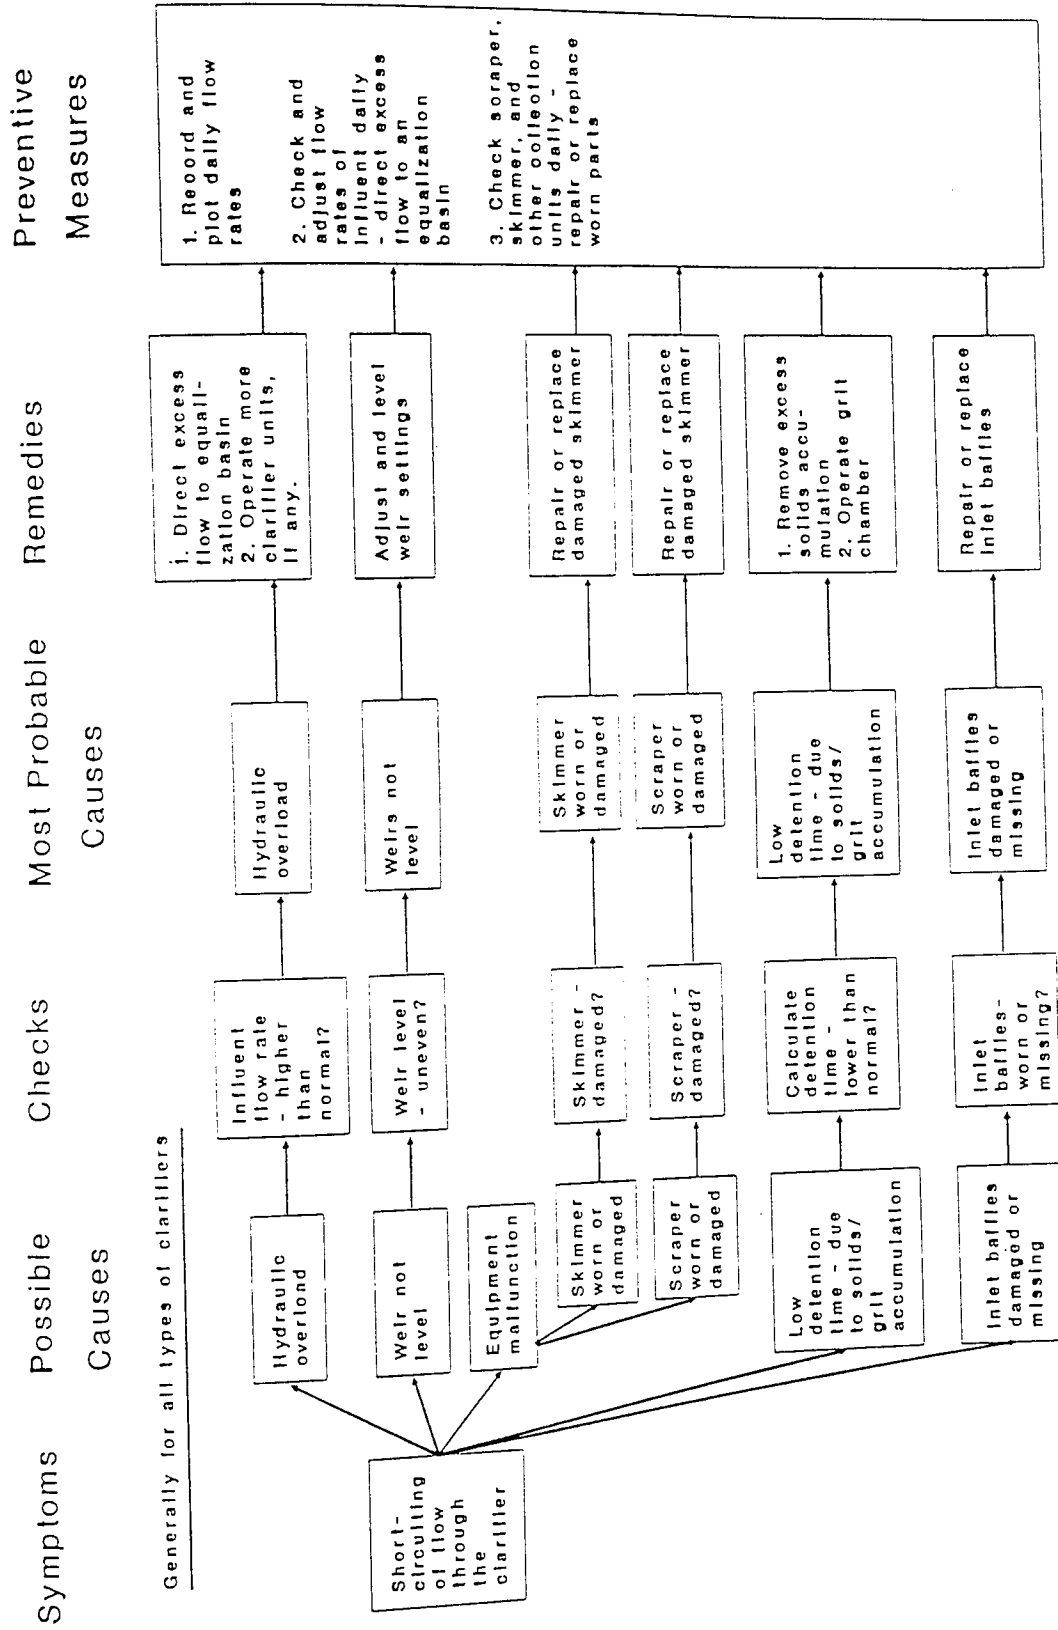 Symptoms
Possible
Causes
Checks
Most Probable
Causes
Remedies
Preventive
Measures
Generally for all types of clarifiers
Short-
circuiting
of flow
through
the
clarifier
Hydraulic
overload
Influent
flow rate
- higher
than
normal?
Hydraulic
overload
1. Direct excess
flow to equali-
zation basin
2. Operate more
clarifier units,
if any.
Weir not
level
Weir level
- uneven?
Weirs not
level
Adjust and level
weir settings
Equipment
malfunction
Skimmer
worn or
damaged
Skimmer -
damaged?
Skimmer
worn or
damaged
Repair or replace
damaged skimmer
Scraper
worn or
damaged
Scraper -
damaged?
Scraper
worn or
damaged
Repair or replace
damaged skimmer
Low
detention
time - due
to solids/
grit
accumulation
Calculate
detention
time -
lower than
normal?
Low
detention
time - due
to solids/
grit
accumulation
1. Remove excess
solids accu-
mulation
2. Operate grit
chamber
Inlet baffles
damaged or
missing
Inlet
baffles-
worn or
missing?
Inlet baffles
damaged or
missing
Repair or replace
inlet baffles
1. Record and
plot daily flow
rates
2. Check and
adjust flow
rates of
influent daily
- direct excess
flow to an
equalization
basin
3. Check scraper,
skimmer, and
other collection
units daily -
repair or replace
worn parts